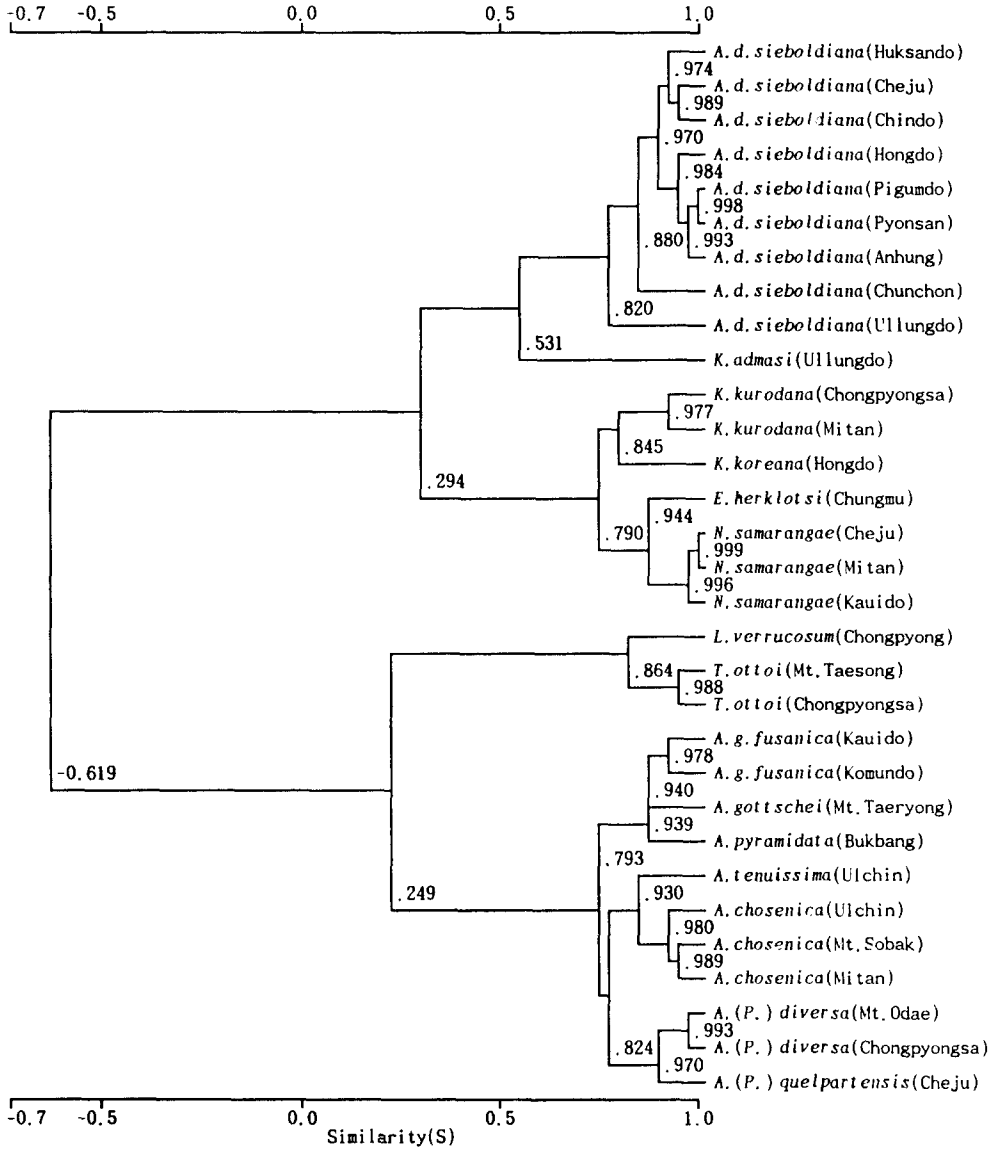 -0.7 -0.5 0.0 0.5 1.0
A.d.sieboldiana(Huksando)
.974
A.d.sieboldiana(Cheju)
.989
A.d.sieboldiana(Chindo)
.970
A.d.sieboldiana(Hongdo)
.984
A.d.sieboldiana(Pigumdo)
.998
A.d.sieboldiana(Pyonsan)
.880 .993
A.d.sieboldiana(Anhung)
A.d.sieboldiana(Chunchon)
.820
A.d.sieboldiana(Ullungdo)
.531
K.admasi(Ullungdo)
K.kurodana(Chongpyongsa)
.977
K.kurodana(Mitan)
.845
K.koreana(Hongdo)
.294
E.herklotsi(Chungmu)
.944
N.samarangae(Cheju)
.790 .999
N.samarangae(Mitan)
.996
N.samarangae(Kauido)
L.verrucosum(Chongpyong)
.864 T.ottoi(Mt.Taesong)
.988
T.ottoi(Chongpyongsa)
A.g.fusanica(Kauido)
.978
-0.619 A.g.fusanica(Komundo)
.940
A.gottschei(Mt.Taeryong)
.939
A.pyramidata(Bukbang)
.793
A.tenuissima(Ulchin)
.249 .930
A.chosenica(Ulchin)
.980
A.chosenica(Mt.Sobak)
.989
A.chosenica(Mitan)
A.(P.)diversa(Mt.Odae)
.993
.824 A.(P.)diversa(Chongpyongsa)
.970
A.(P.)quelpartensis(Cheju)
-0.7 -0.5 0.0 0.5 1.0
Similarity(S)